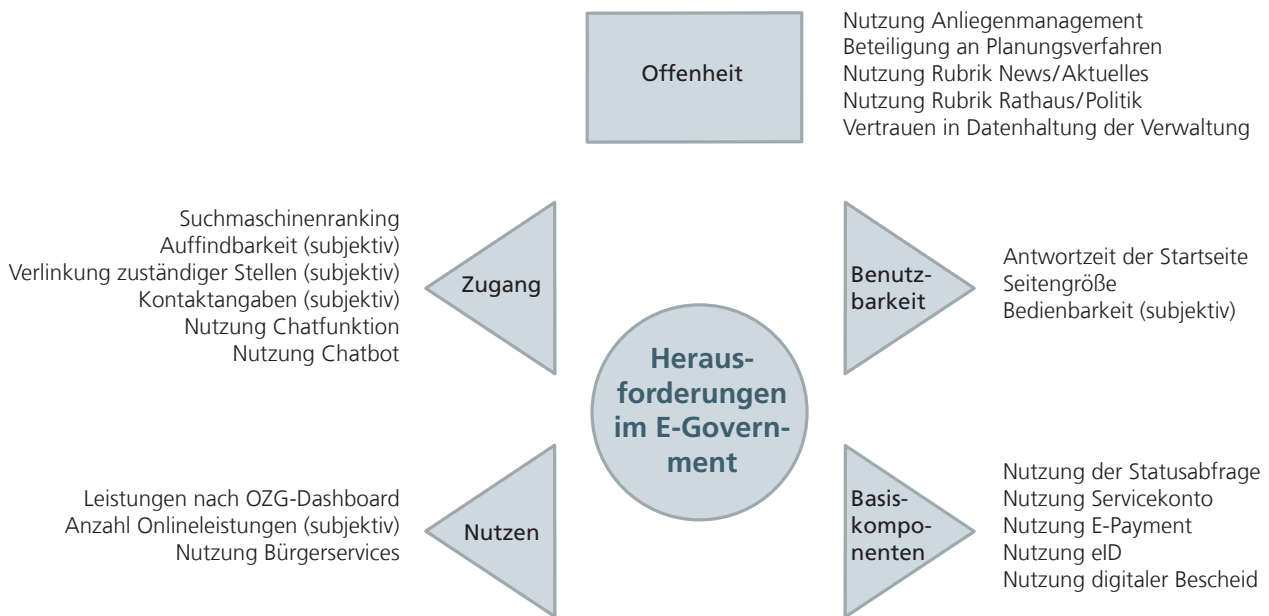 Offenheit
Nutzung Anliegenmanagement
Beteiligung an Planungsverfahren
Nutzung Rubrik News/Aktuelles
Nutzung Rubrik Rathaus/Politik
Vertrauen in Datenhaltung der Verwaltung
Suchmaschinenranking
Auffindbarkeit (subjektiv)
Verlinkung zuständiger Stellen (subjektiv)
Kontaktangaben (subjektiv)
Nutzung Chatfunktion
Nutzung Chatbot
Zugang
Benutz-
barkeit
Antwortzeit der Startseite
Seitengröße
Bedienbarkeit (subjektiv)
Heraus-
forderungen
im E-Govern-
ment
Leistungen nach OZG-Dashboard
Anzahl Onlineleistungen (subjektiv)
Nutzung Bürgerservices
Nutzen
Basis-
kompo-
nenten
Nutzung der Statusabfrage
Nutzung Servicekonto
Nutzung E-Payment
Nutzung eID
Nutzung digitaler Bescheid